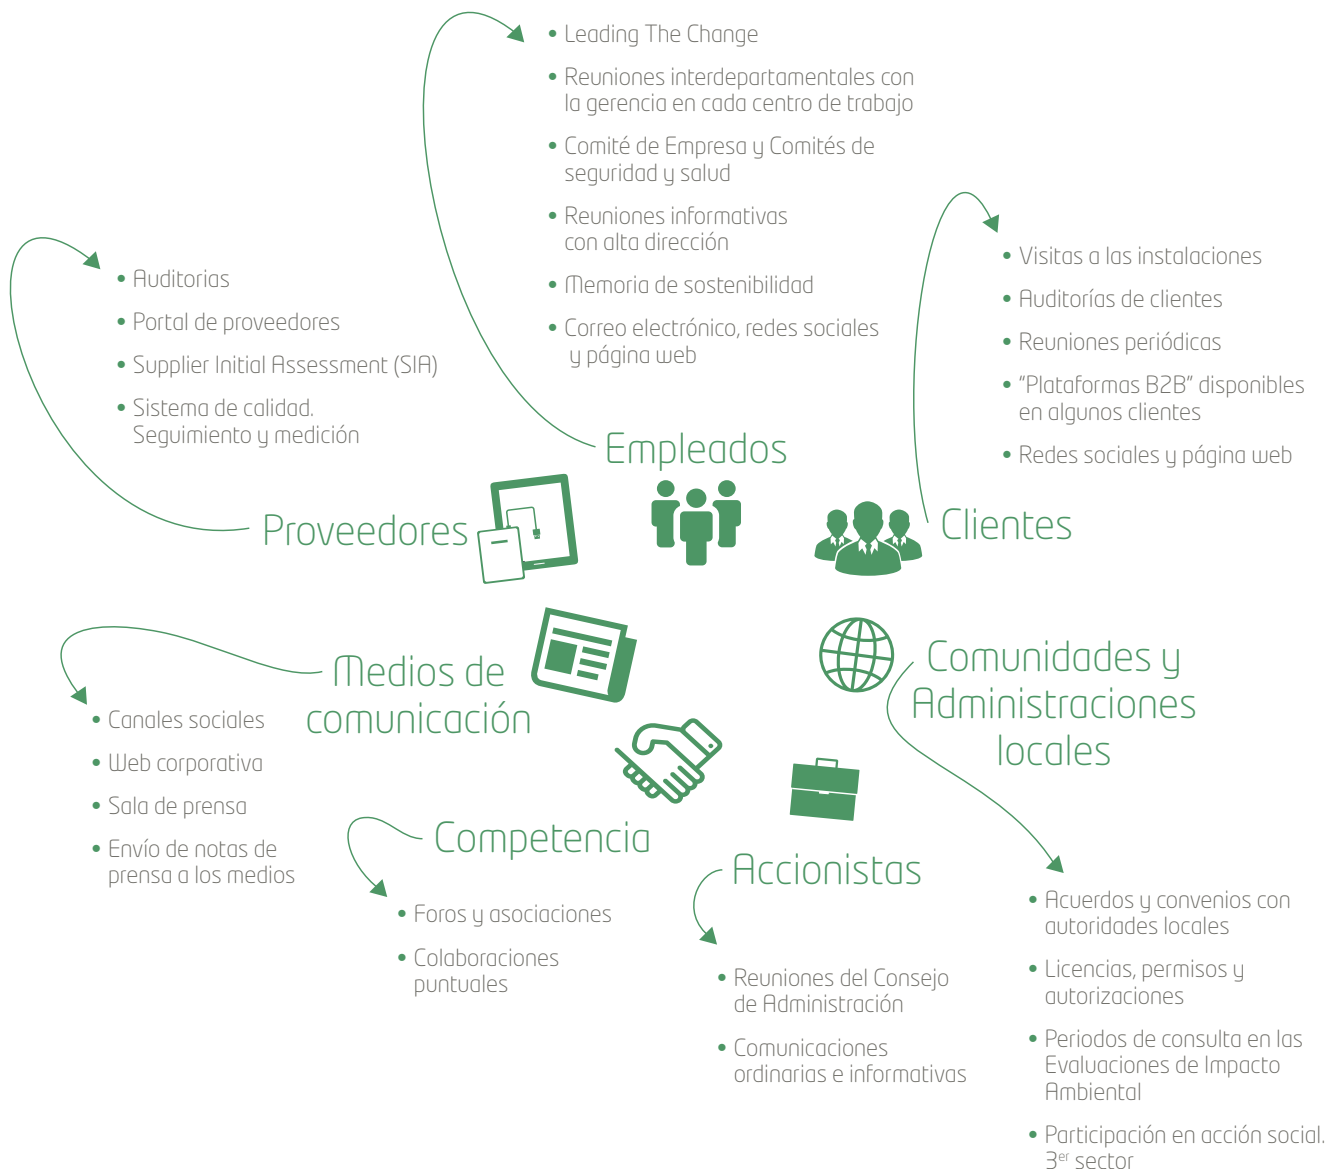 Empleados
• Leading The Change
• Reuniones interdepartamentales con
la gerencia en cada centro de trabajo
• Comité de Empresa y Comités de
seguridad y salud
• Reuniones informativas
con alta dirección
• Memoria de sostenibilidad
• Correo electrónico, redes sociales
y página web
Proveedores
• Auditorias
• Portal de proveedores
• Supplier Initial Assessment (SIA)
• Sistema de calidad.
Seguimiento y medición
Clientes
• Visitas a las instalaciones
• Auditorías de clientes
• Reuniones periódicas
• "Plataformas B2B" disponibles
en algunos clientes
• Redes sociales y página web
Medios de
comunicación
• Canales sociales
• Web corporativa
• Sala de prensa
• Envío de notas de
prensa a los medios
Comunidades y
Administraciones
locales
• Acuerdos y convenios con
autoridades locales
• Licencias, permisos y
autorizaciones
• Periodos de consulta en las
Evaluaciones de Impacto
Ambiental
• Participación en acción social.
3er sector
Competencia
• Foros y asociaciones
• Colaboraciones
puntuales
Accionistas
• Reuniones del Consejo
de Administración
• Comunicaciones
ordinarias e informativas